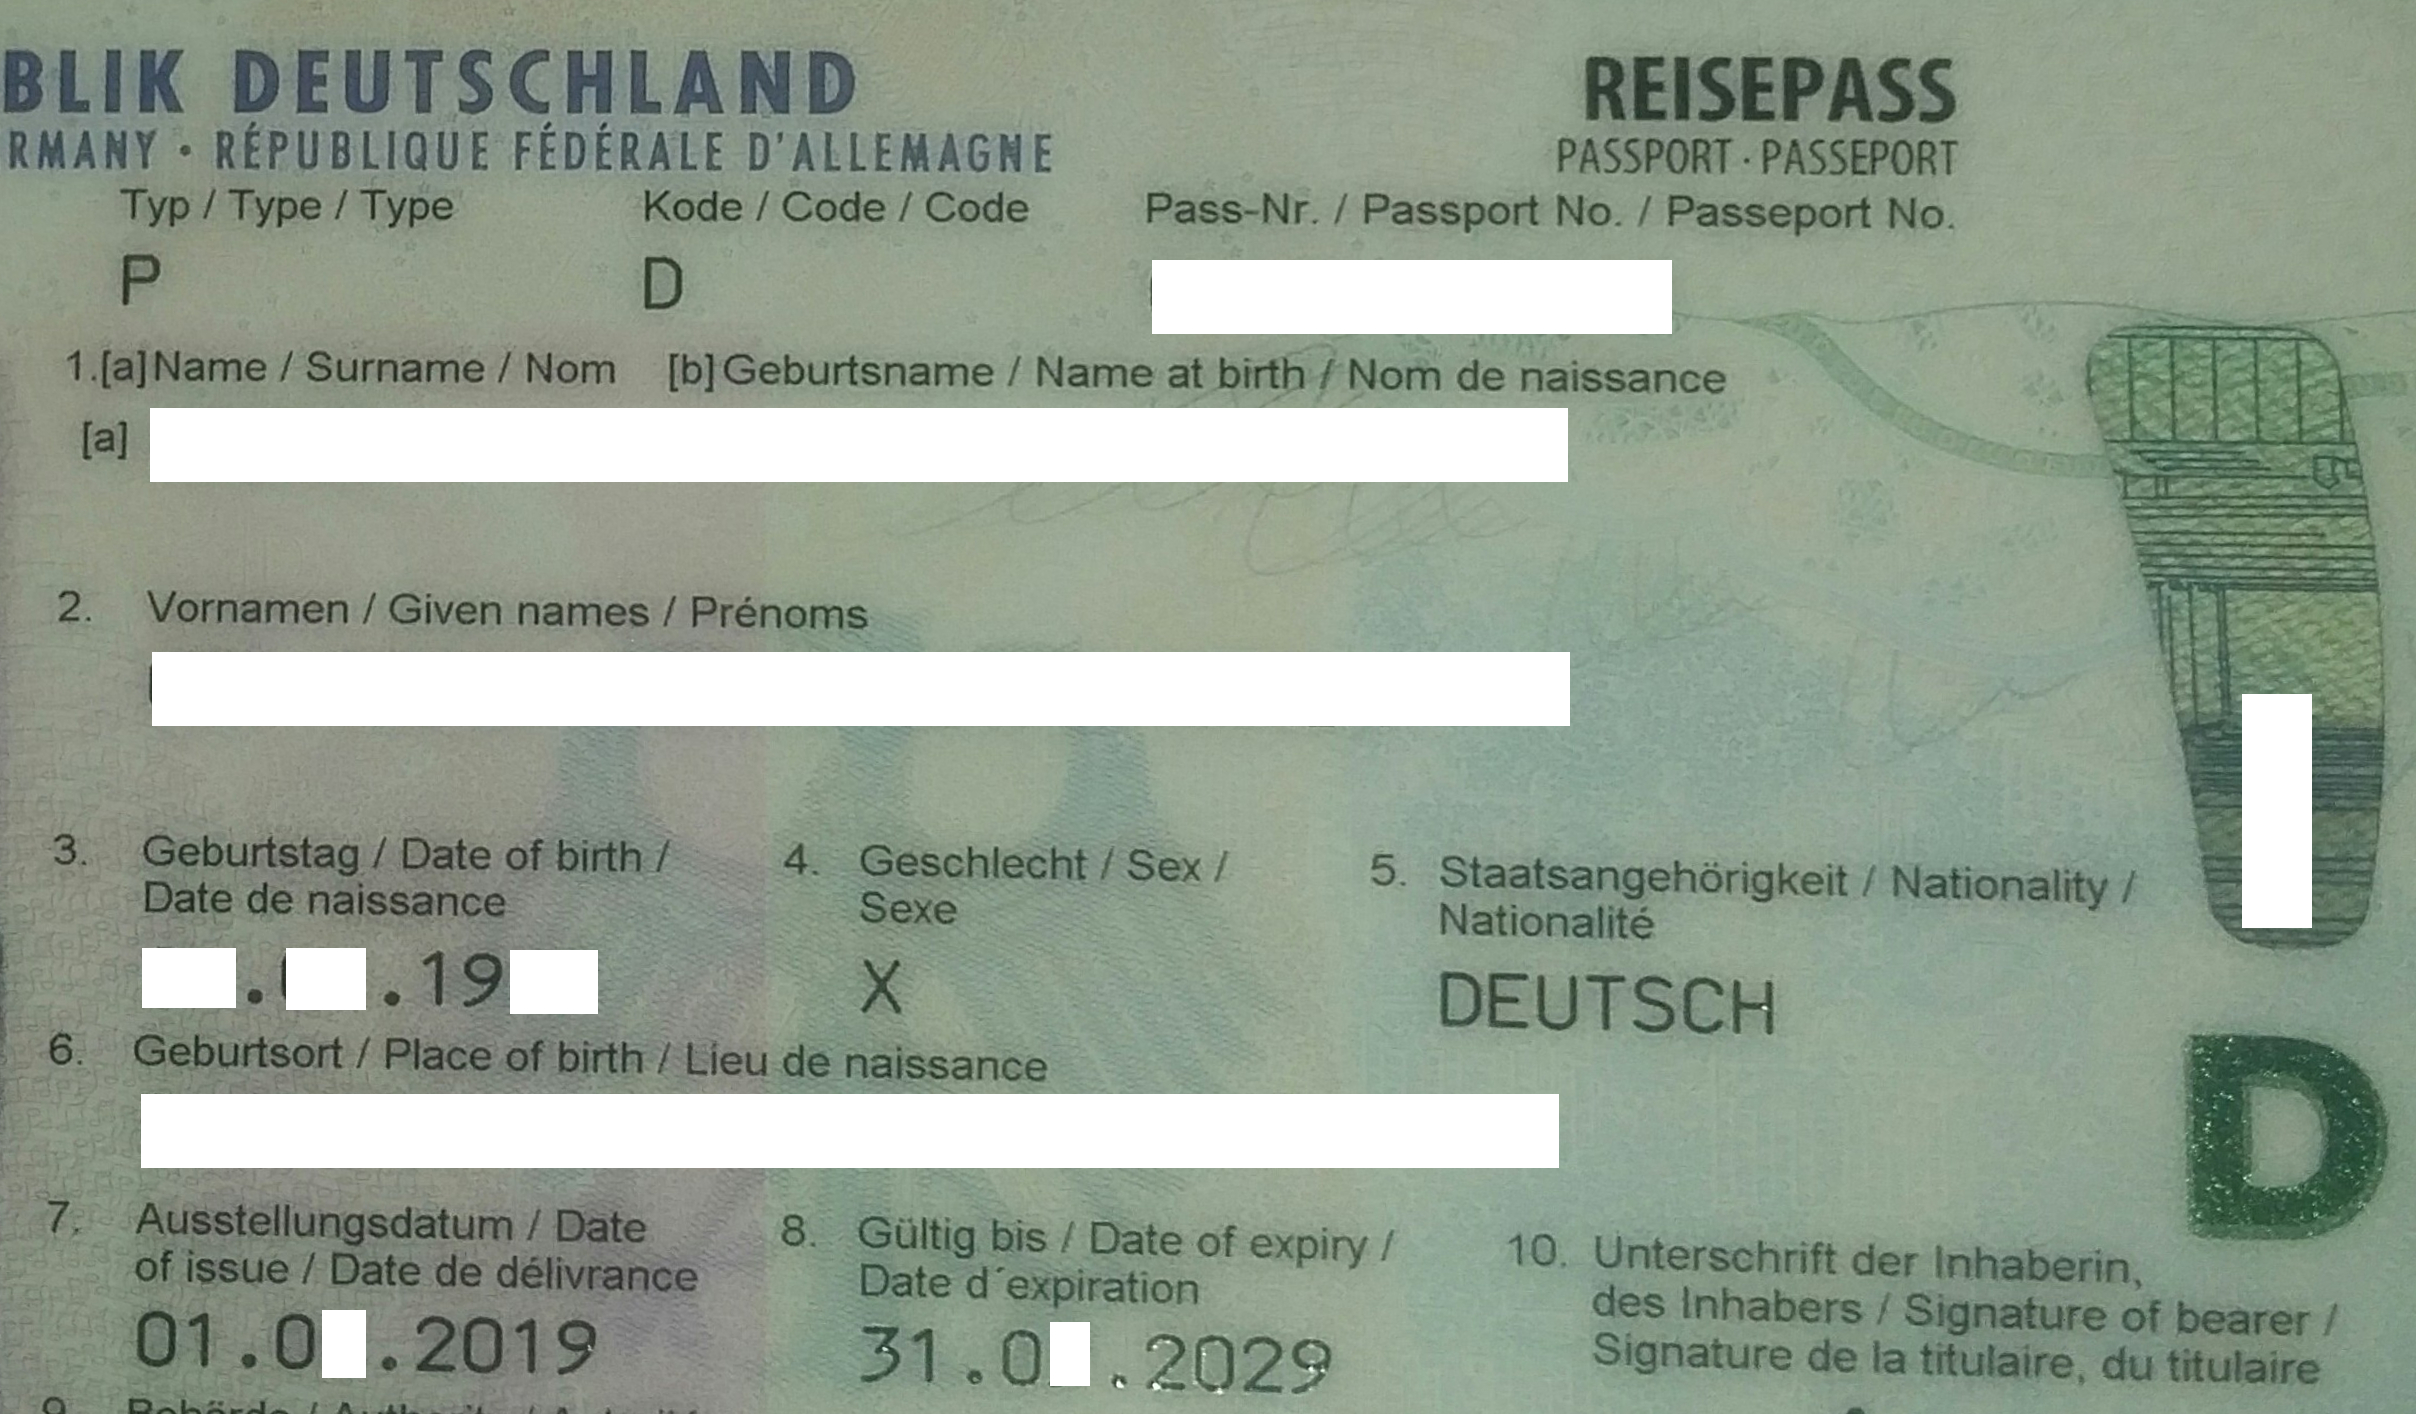 BLIK DEUTSCHLAND
REISEPASS
RMANY · RÉPUBLIQUE FÉDÉRALE D'ALLEMAGNE
PASSPORT · PASSEPORT
Typ / Type / Type Kode / Code / Code Pass-Nr. / Passport No. / Passeport No.
P D
1.[a] Name / Surname / Nom [b] Geburtsname / Name at birth / Nom de naissance
[a]
2. Vornamen / Given names / Prénoms
3. Geburtstag / Date of birth /
Date de naissance
. .19
4. Geschlecht / Sex /
Sexe
X
5. Staatsangehörigkeit / Nationality /
Nationalité
DEUTSCH
6. Geburtsort / Place of birth / Lieu de naissance
D
7. Ausstellungsdatum / Date
of issue / Date de délivrance
01.0 .2019
8. Gültig bis / Date of expiry /
Date d´expiration
31.0 .2029
10. Unterschrift der Inhaberin,
des Inhabers / Signature of bearer /
Signature de la titulaire, du titulaire